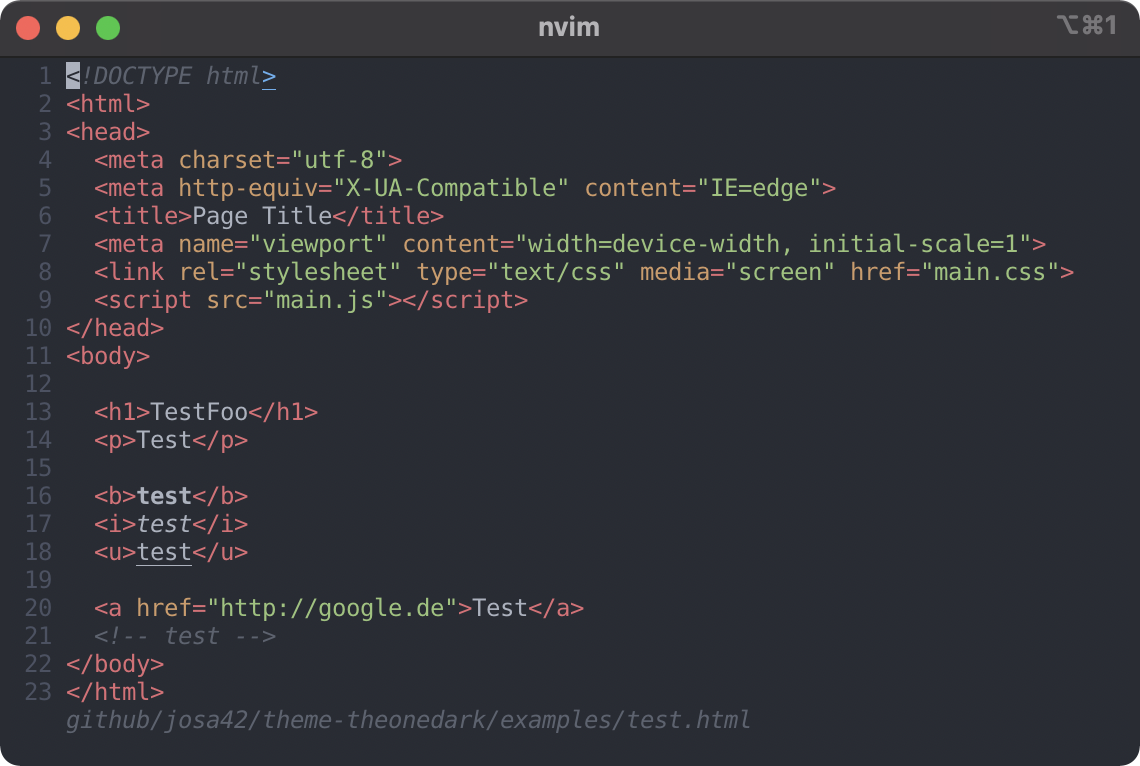 nvim
⌥⌘1
1 <!DOCTYPE html>
2 <html>
3 <head>
4   <meta charset="utf-8">
5   <meta http-equiv="X-UA-Compatible" content="IE=edge">
6   <title>Page Title</title>
7   <meta name="viewport" content="width=device-width, initial-scale=1">
8   <link rel="stylesheet" type="text/css" media="screen" href="main.css">
9   <script src="main.js"></script>
10 </head>
11 <body>
12
13   <h1>TestFoo</h1>
14   <p>Test</p>
15
16   <b>test</b>
17   <i>test</i>
18   <u>test</u>
19
20   <a href="http://google.de">Test</a>
21   <!-- test -->
22 </body>
23 </html>
github/josa42/theme-theonedark/examples/test.html